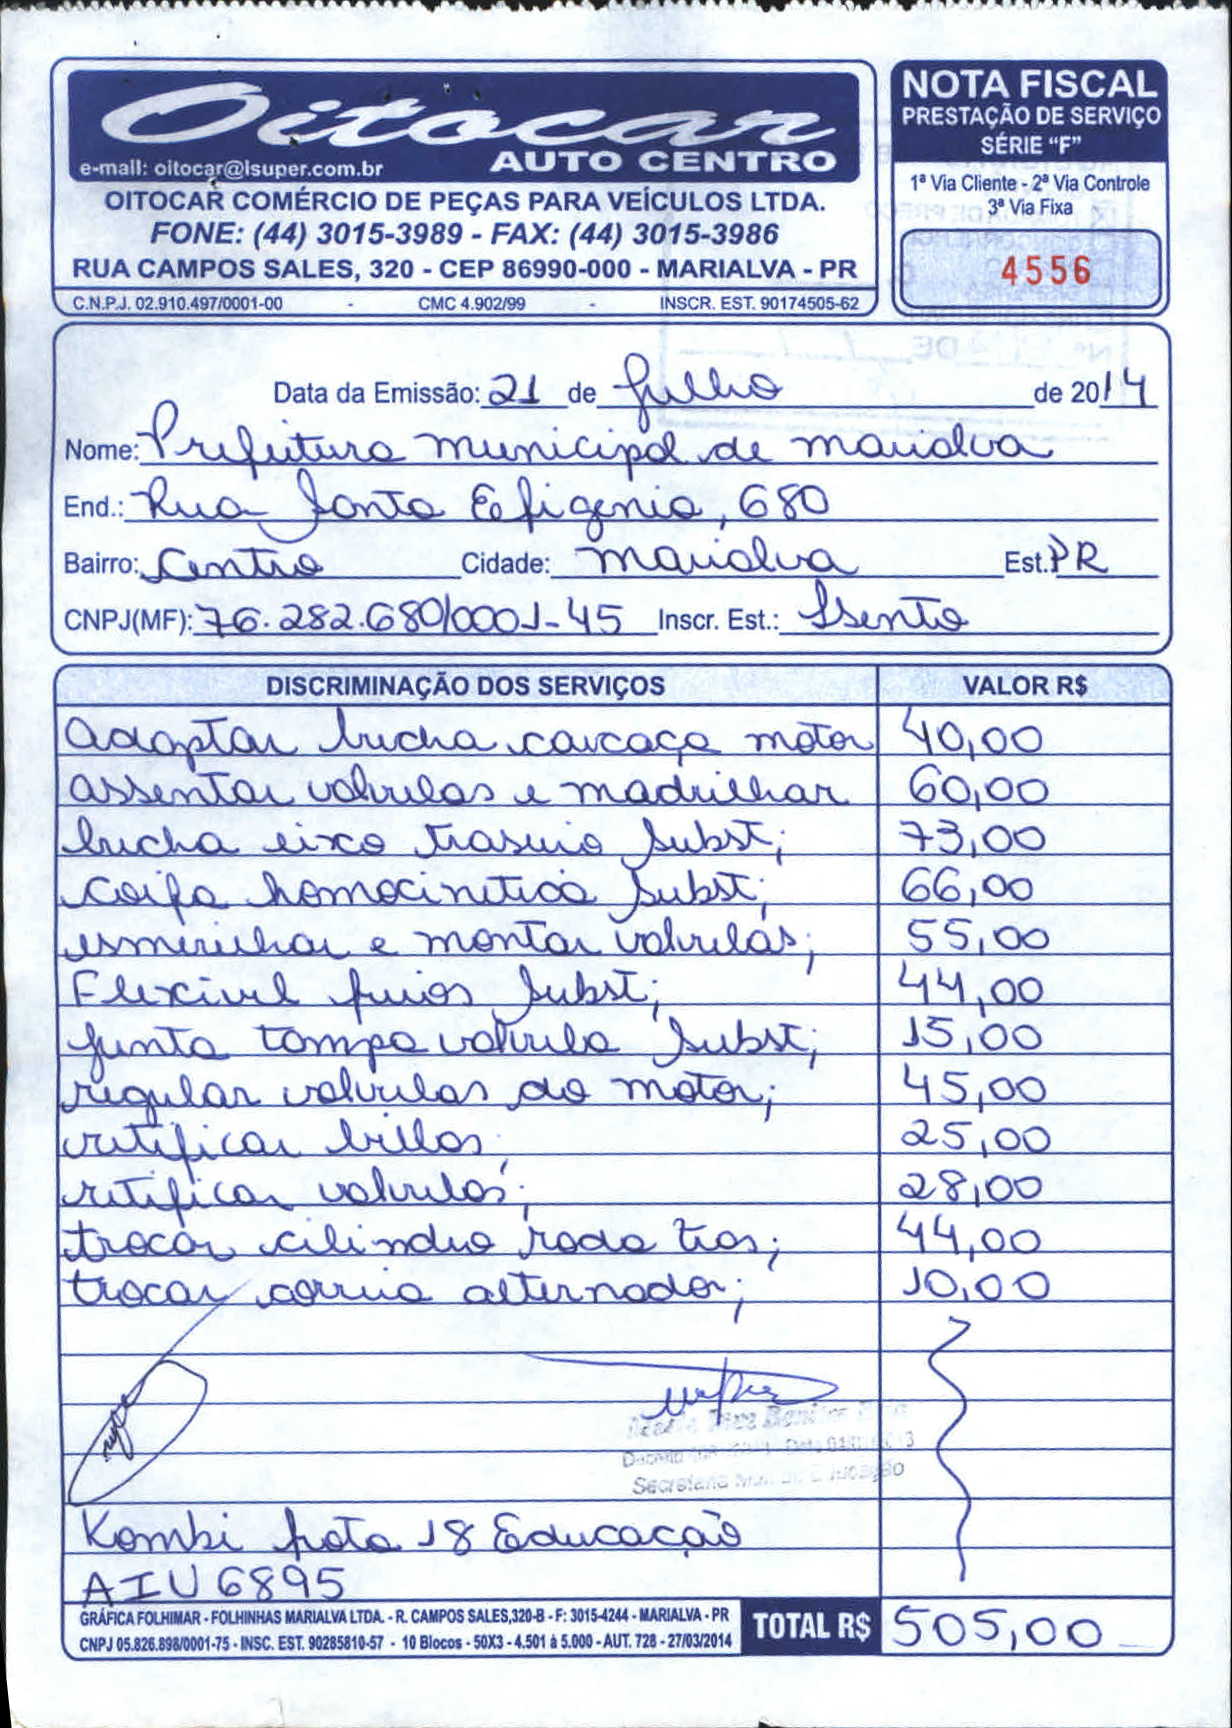 Oitocar
AUTO CENTRO
e-mail: oitocar@lsuper.com.br
OITOCAR COMÉRCIO DE PEÇAS PARA VEÍCULOS LTDA.
FONE: (44) 3015-3989 - FAX: (44) 3015-3986
RUA CAMPOS SALES, 320 - CEP 86990-000 - MARIALVA - PR
C.N.P.J. 02.910.497/0001-00 - CMC 4.902/99 - INSCR. EST. 90174505-62
NOTA FISCAL
PRESTAÇÃO DE SERVIÇO
SÉRIE “F”
1ª Via Cliente - 2ª Via Controle
3ª Via Fixa
4556
Data da Emissão: 21 de Julho de 2014
Nome: Prefeitura municipal de marialva
End.: Rua Santa Efigenia, 680
Bairro: Centro Cidade: marialva Est. PR
CNPJ(MF): 76.282.680/0001-45 Inscr. Est.: Isento
DISCRIMINAÇÃO DOS SERVIÇOS VALOR R$
adaptar bucha carcaça motor 40,00
assentar valvulas e madrilhar 60,00
bucha eixo traseiro subst; 73,00
coifa homocinetica subst; 66,00
esmerilhar e montar valvulas; 55,00
Flexivel freios subst; 44,00
junta tampa valvula subst; 15,00
regular valvulas do motor; 45,00
retificar bielas; 25,00
retificar valvulas; 28,00
trocar cilindro roda tras; 44,00
trocar correia alternador; 10,00
Secretaria
Kombi frota 18 Educação
AIU 6895
GRÁFICA FOLHIMAR - FOLHINHAS MARIALVA LTDA. - R. CAMPOS SALES,320-B - F: 3015-4244 - MARIALVA - PR
CNPJ 05.826.898/0001-75 - INSC. EST. 90285810-57 - 10 Blocos - 50X3 - 4.501 à 5.000 - AUT. 728 - 27/03/2014
TOTAL R$ 505,00